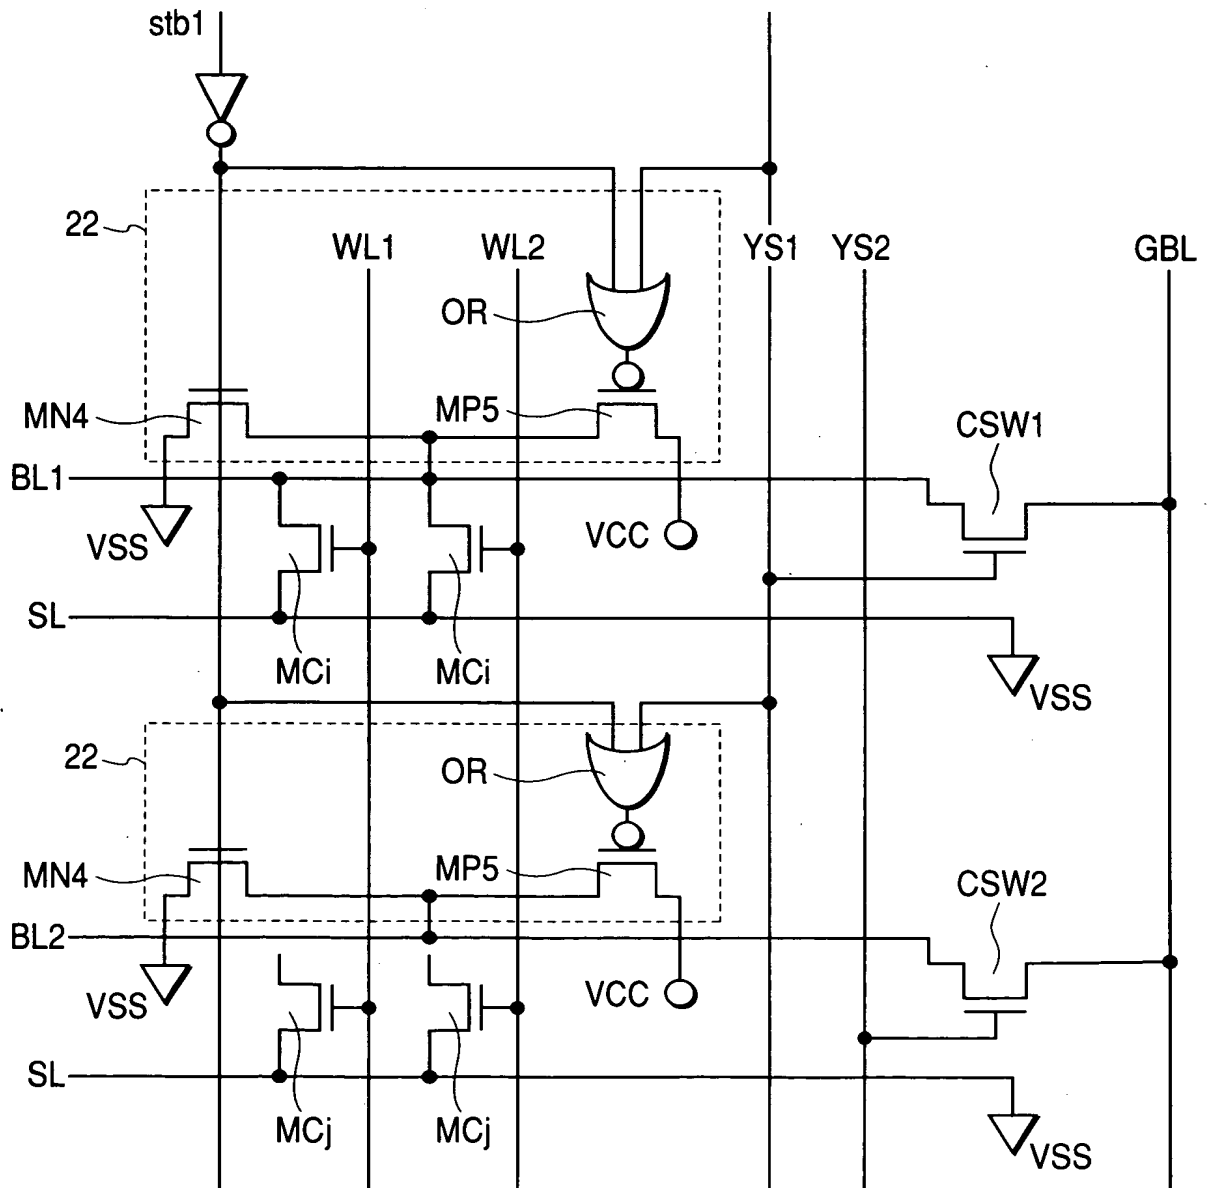 stb1
22
WL1
WL2
YS1
YS2
GBL
OR
MN4
MP5
CSW1
BL1
VSS
VCC
SL
MCi
MCi
VSS
22
OR
MN4
MP5
CSW2
BL2
VSS
VCC
SL
MCj
MCj
VSS